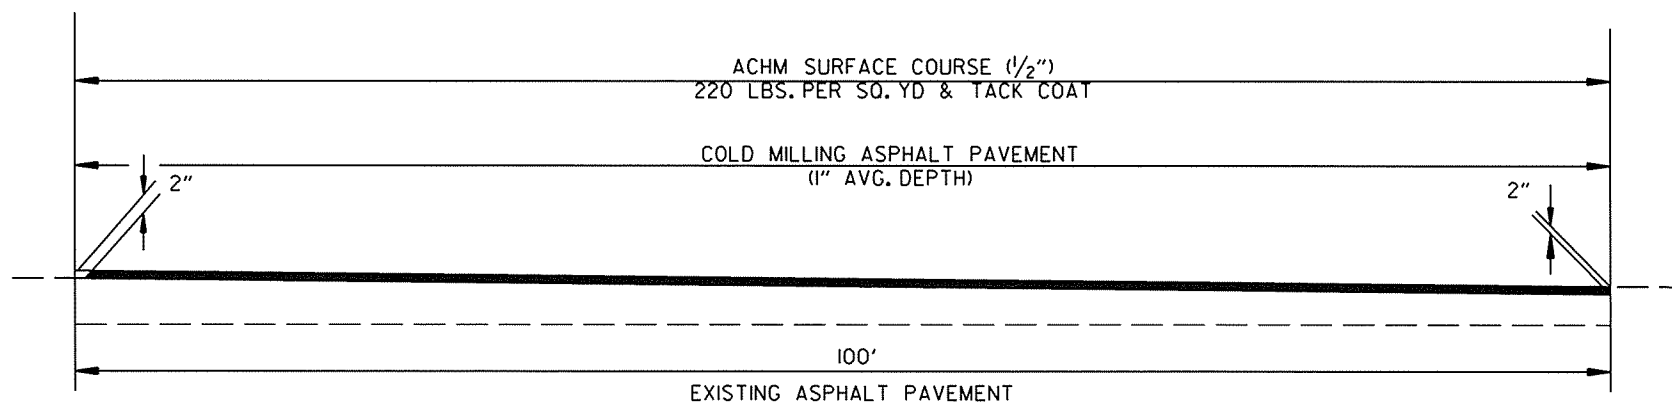 ACHM SURFACE COURSE (1/2")
220 LBS. PER SQ. YD & TACK COAT
COLD MILLING ASPHALT PAVEMENT
(1" AVG. DEPTH)
2"
2"
100'
EXISTING ASPHALT PAVEMENT